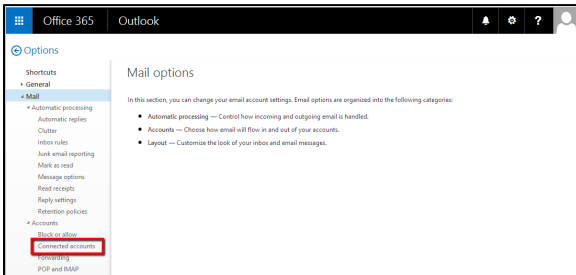 Office 365 Outlook ?
Options
Shortcuts
General
Mail
Automatic processing
Automatic replies
Clutter
Inbox rules
Junk email reporting
Mark as read
Message options
Read receipts
Reply settings
Retention policies
Accounts
Block or allow
Connected accounts
Forwarding
POP and IMAP
Mail options
In this section, you can change your email account settings. Email options are organized into the following categories:
• Automatic processing — Control how incoming and outgoing email is handled.
• Accounts — Choose how email will flow in and out of your accounts.
• Layout — Customize the look of your inbox and email messages.